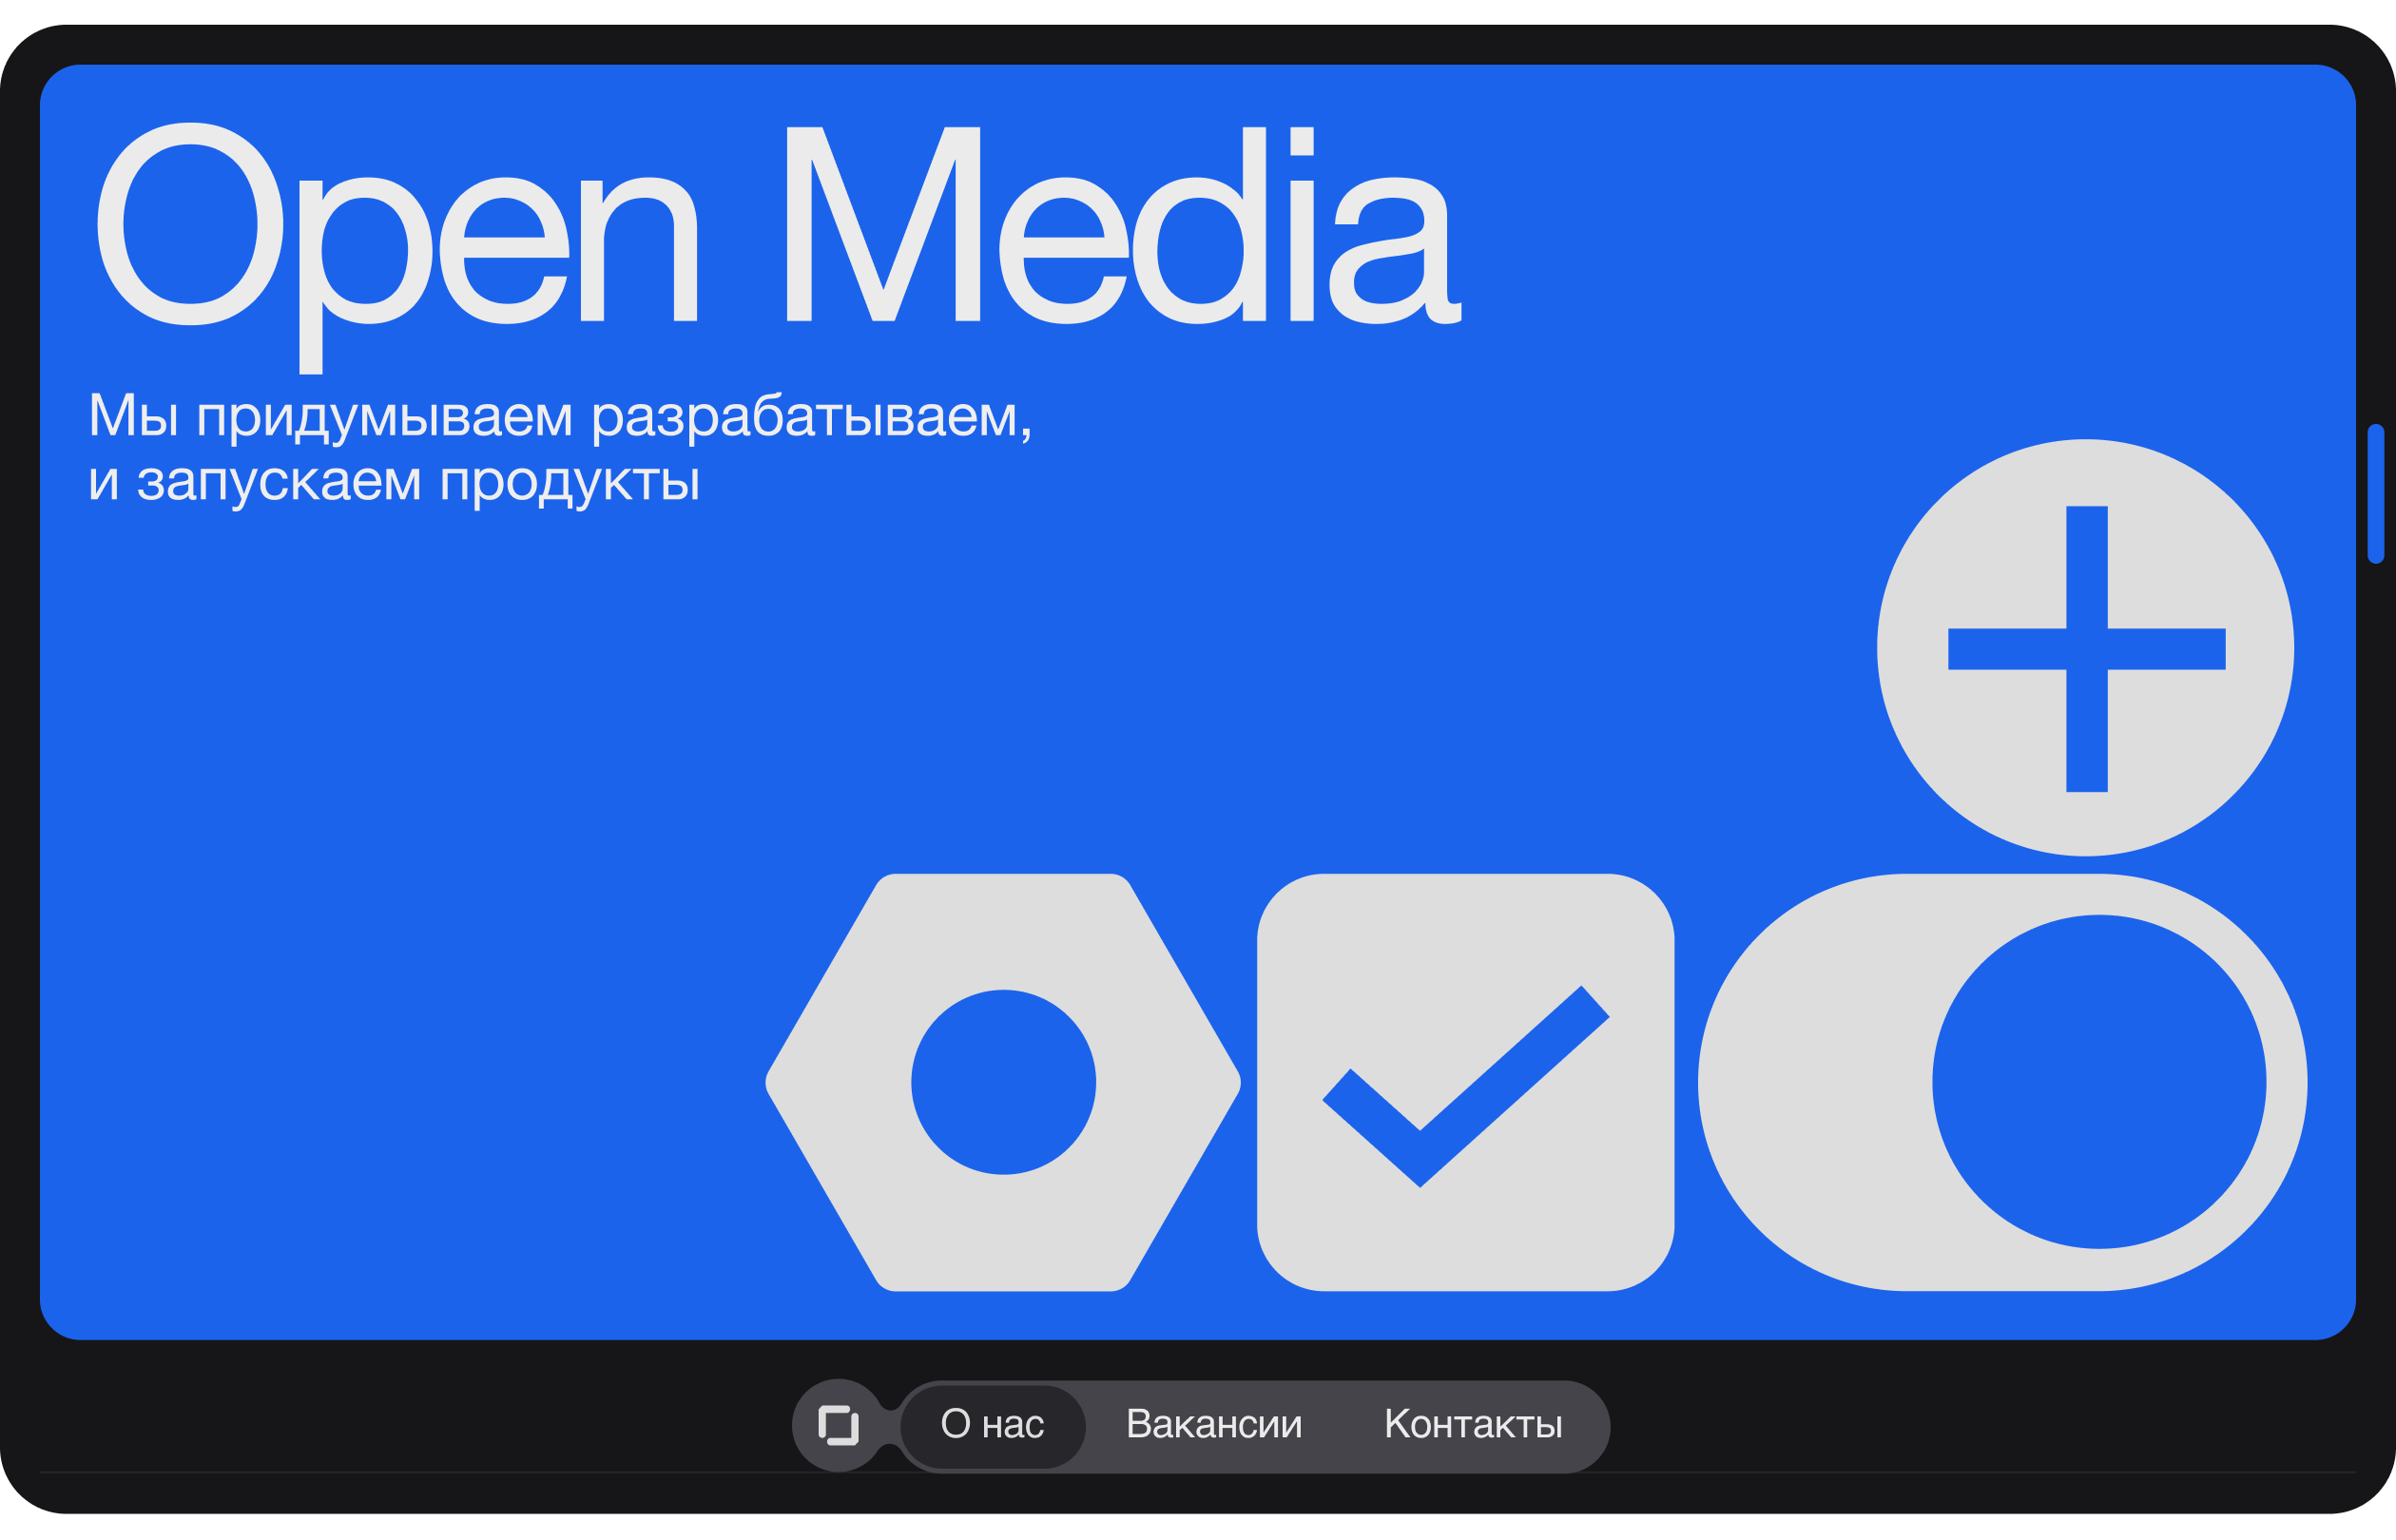 Open Media
Мы придумываем разрабатываем,
и запускаем продукты
О нас
Вакансии
Контакты